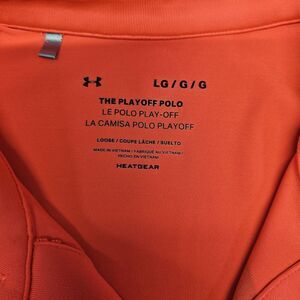 LG / G / G
THE PLAYOFF POLO
LE POLO PLAY-OFF
LA CAMISA POLO PLAYOFF
LOOSE / COUPE LÂCHE / SUELTO
MADE IN VIETNAM / FABRIQUÉ AU VIETNAM /
HECHO EN VIETNAM
HEATGEAR